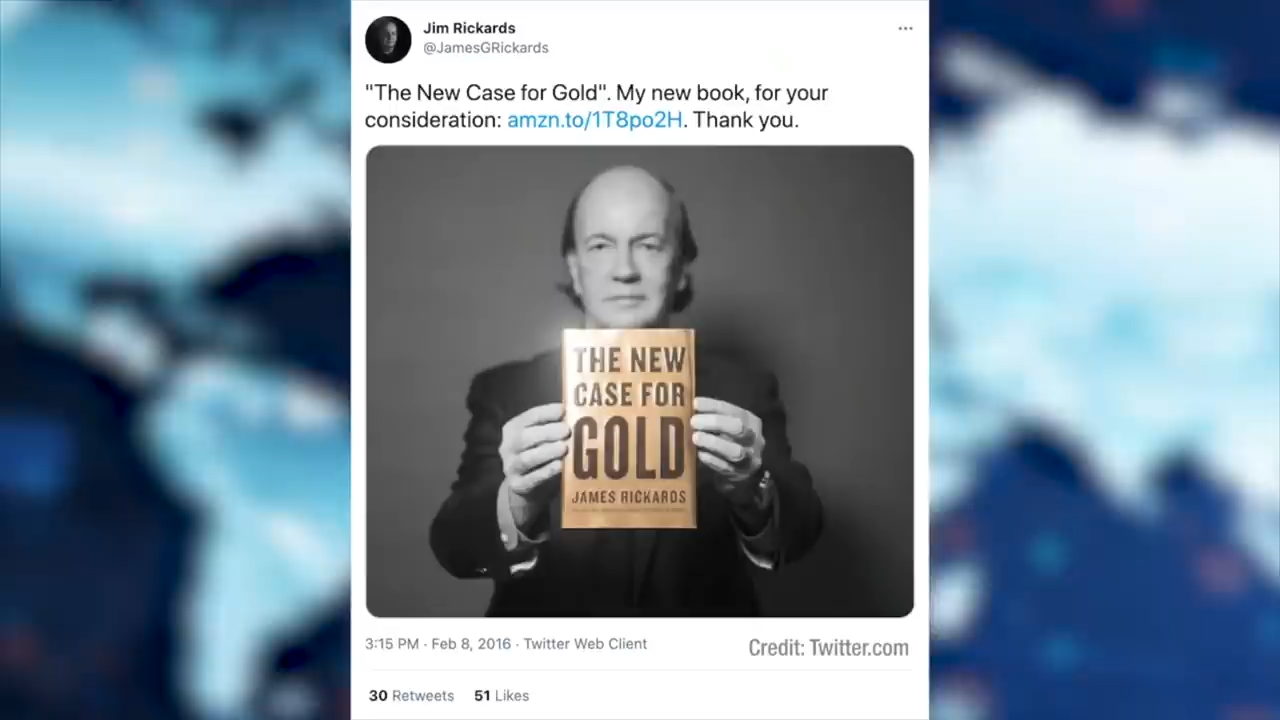 Jim Rickards
@JamesGRickards
"The New Case for Gold". My new book, for your
consideration: amzn.to/1T8po2H. Thank you.
THE NEW
CASE FOR
GOLD
JAMES RICKARDS
3:15 PM · Feb 8, 2016 · Twitter Web Client
Credit: Twitter.com
30 Retweets 51 Likes